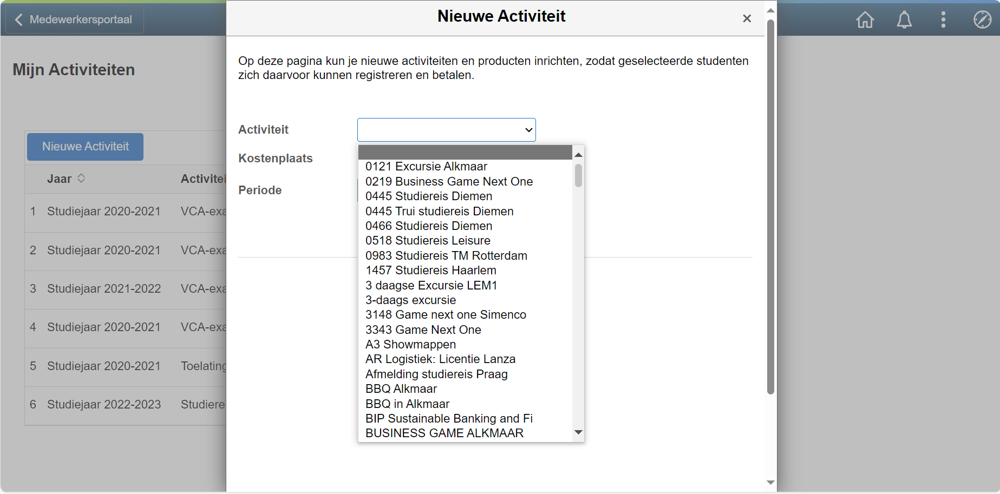 Medewerkersportaal
Mijn Activiteiten
Nieuwe Activiteit
Jaar
Activitei
1 Studiejaar 2020-2021 VCA-exa
2 Studiejaar 2020-2021 VCA-exa
3 Studiejaar 2021-2022 VCA-exa
4 Studiejaar 2020-2021 VCA-exa
5 Studiejaar 2020-2021 Toelating
6 Studiejaar 2022-2023 Studiere
Nieuwe Activiteit
Op deze pagina kun je nieuwe activiteiten en producten inrichten, zodat geselecteerde studenten
zich daarvoor kunnen registreren en betalen.
Activiteit
Kostenplaats
Periode
0121 Excursie Alkmaar
0219 Business Game Next One
0445 Studiereis Diemen
0445 Trui studiereis Diemen
0466 Studiereis Diemen
0518 Studiereis Leisure
0983 Studiereis TM Rotterdam
1457 Studiereis Haarlem
3 daagse Excursie LEM1
3-daags excursie
3148 Game next one Simenco
3343 Game Next One
A3 Showmappen
AR Logistiek: Licentie Lanza
Afmelding studiereis Praag
BBQ Alkmaar
BBQ in Alkmaar
BIP Sustainable Banking and Fi
BUSINESS GAME ALKMAAR